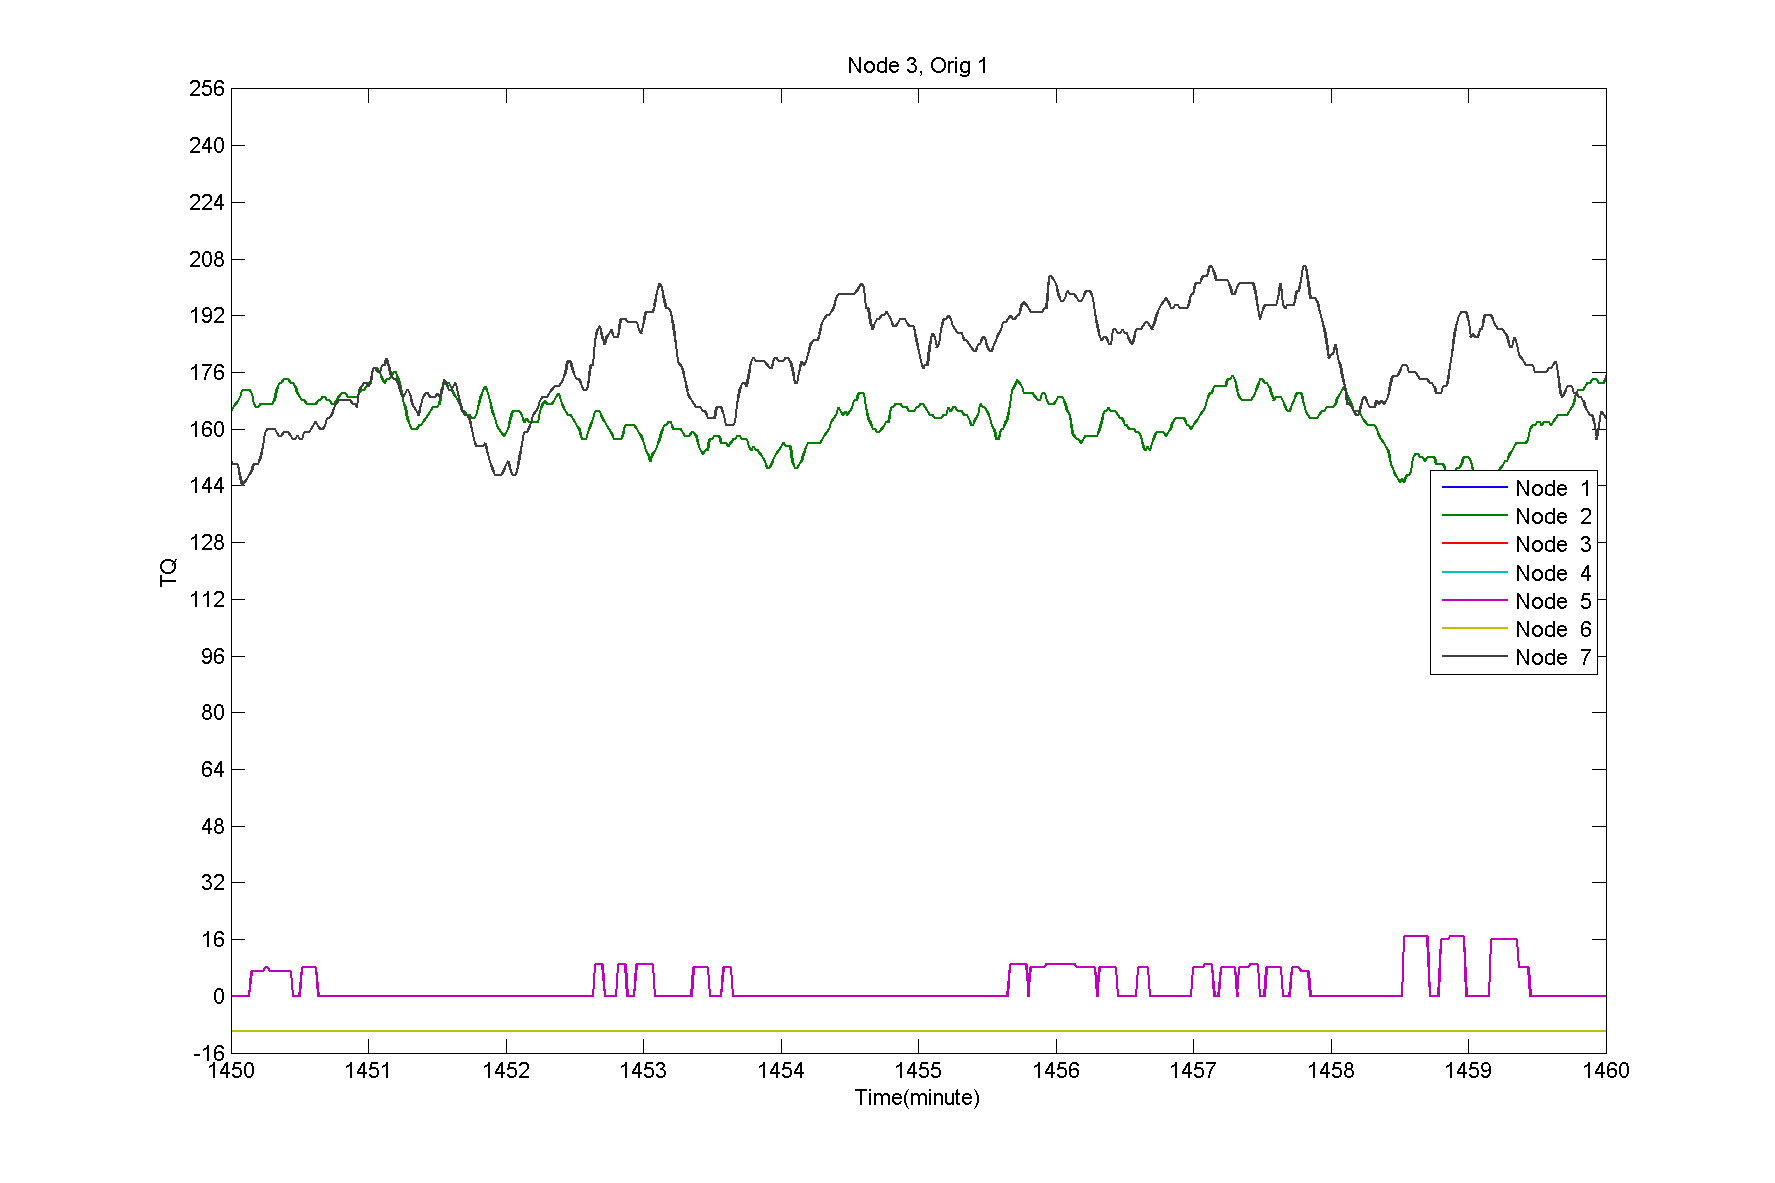 Node 3, Orig 1
256
240
224
208
192
176
160
144
128
112
96
80
64
48
32
16
0
-16
TQ
Node 1
Node 2
Node 3
Node 4
Node 5
Node 6
Node 7
1450 1451 1452 1453 1454 1455 1456 1457 1458 1459 1460
Time(minute)